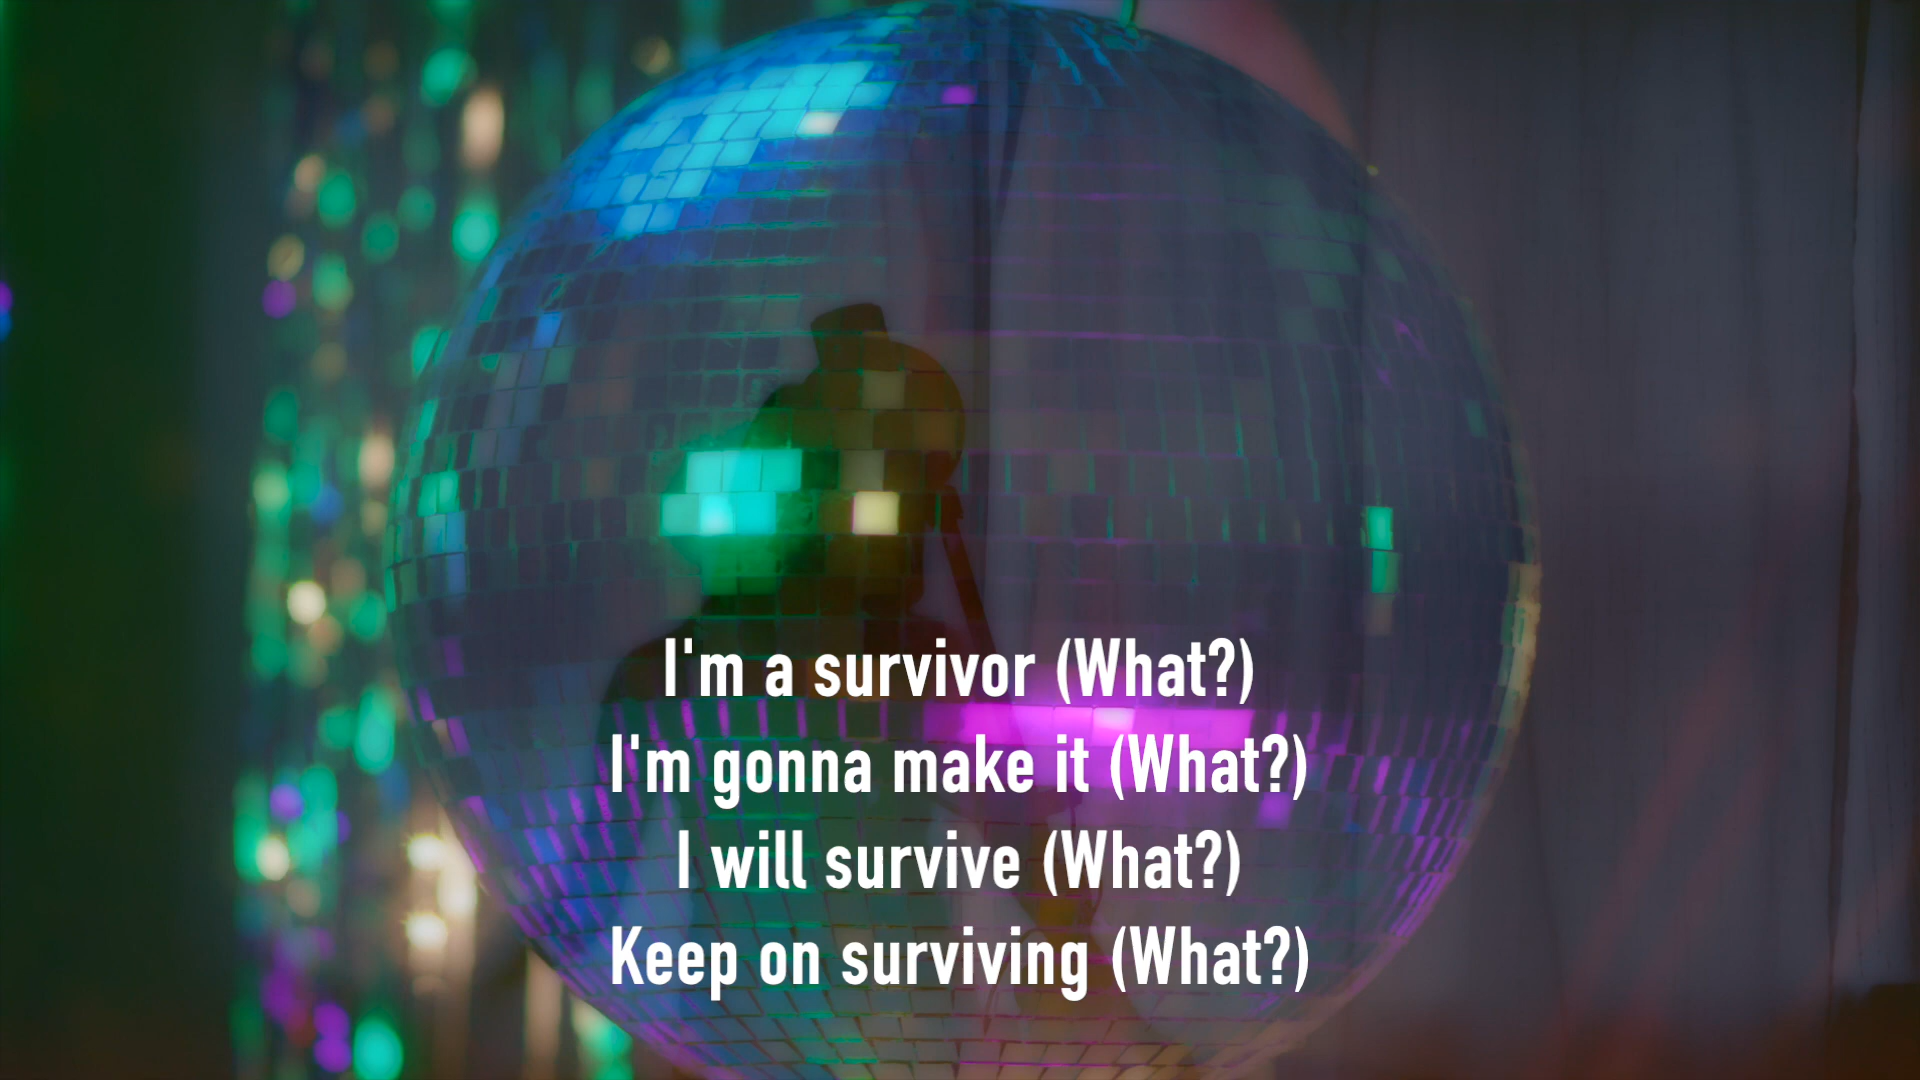 I'm a survivor (What?)
I'm gonna make it (What?)
I will survive (What?)
Keep on surviving (What?)